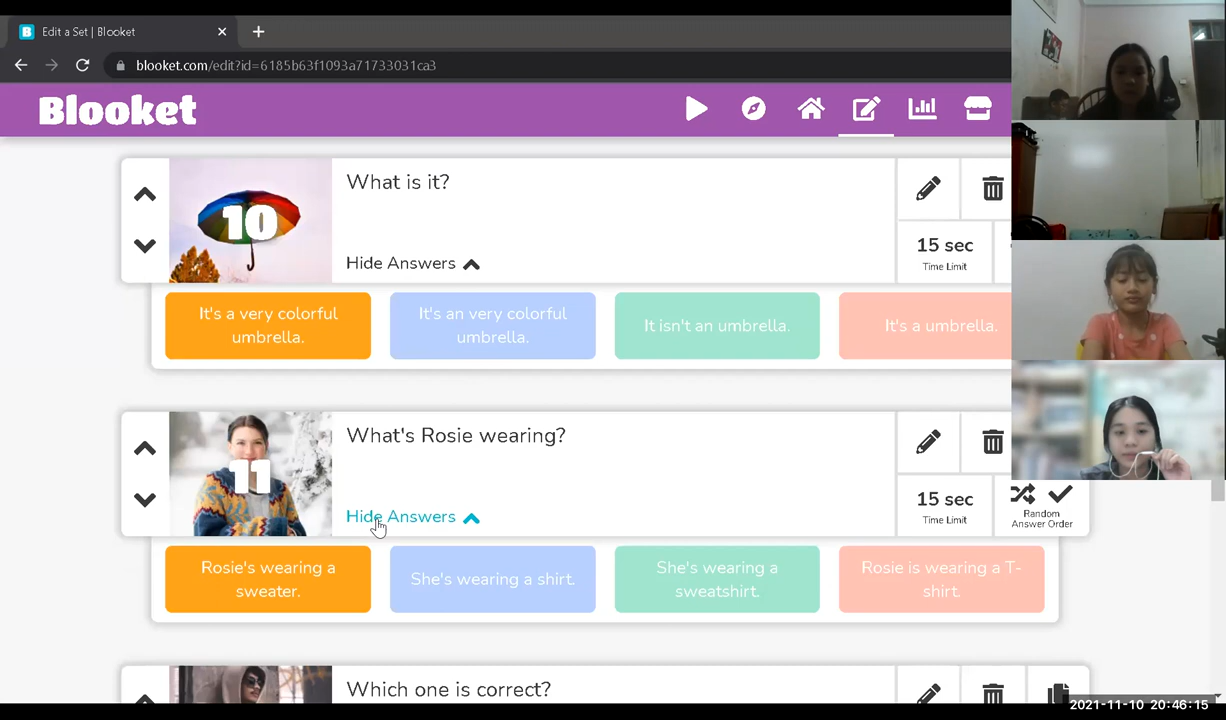 Edit a Set | Blooket
blooket.com/edit?id=6185b63f1093a71733031ca3
Blooket
10
What is it?
Hide Answers
15 sec
Time Limit
It's a very colorful
umbrella.
It's an very colorful
umbrella.
It isn't an umbrella.
It's a umbrella.
11
What's Rosie wearing?
Hide Answers
15 sec
Time Limit
Random
Answer Order
Rosie's wearing a
sweater.
She's wearing a shirt.
She's wearing a
sweatshirt.
Rosie is wearing a T-
shirt.
Which one is correct?
2021-11-10 20:46:15